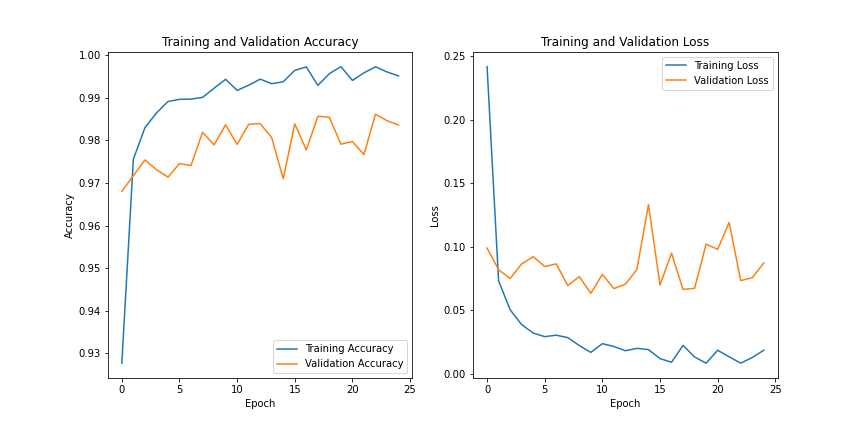 Training and Validation Accuracy
1.00
0.99
0.98
0.97
0.96
0.95
0.94
0.93
Accuracy
0
5
10
15
20
25
Epoch
Training Accuracy
Validation Accuracy
Training and Validation Loss
0.25
0.20
0.15
0.10
0.05
0.00
Loss
0
5
10
15
20
25
Epoch
Training Loss
Validation Loss